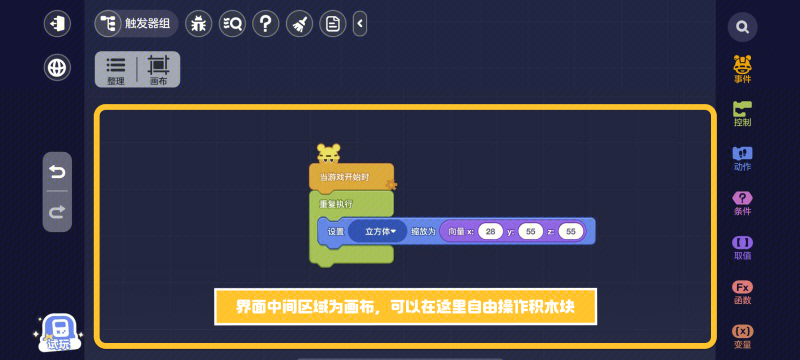 触发器组
整理
画布
事件
控制
动作
条件
取值
Fx
函数
(x)
变量
当游戏开始时
重复执行
设置 立方体 缩放为 向量 x: 28 y: 55 z: 55
界面中间区域为画布，可以在这里自由操作积木块
试玩